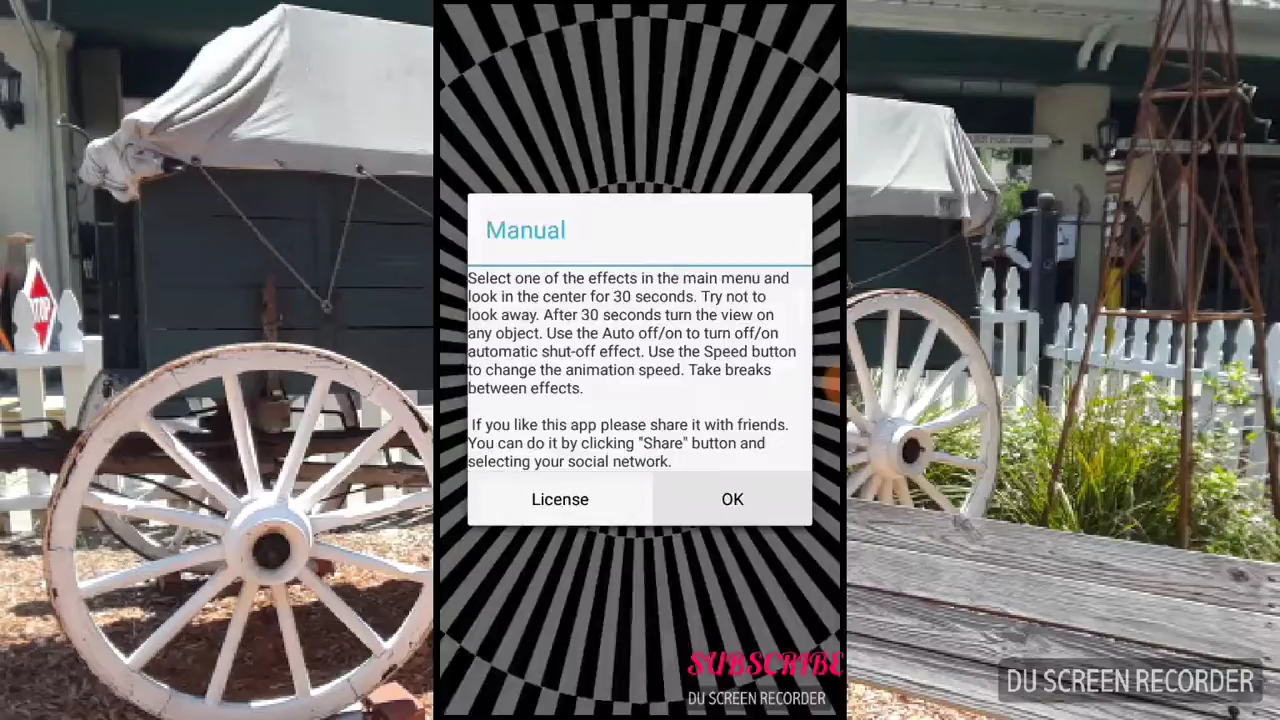 STOP
Manual
Select one of the effects in the main menu and
look in the center for 30 seconds. Try not to
look away. After 30 seconds turn the view on
any object. Use the Auto off/on to turn off/on
automatic shut-off effect. Use the Speed button
to change the animation speed. Take breaks
between effects.
If you like this app please share it with friends.
You can do it by clicking "Share" button and
selecting your social network.
License
OK
SUBSCRIBE
DU SCREEN RECORDER
DU SCREEN RECORDER